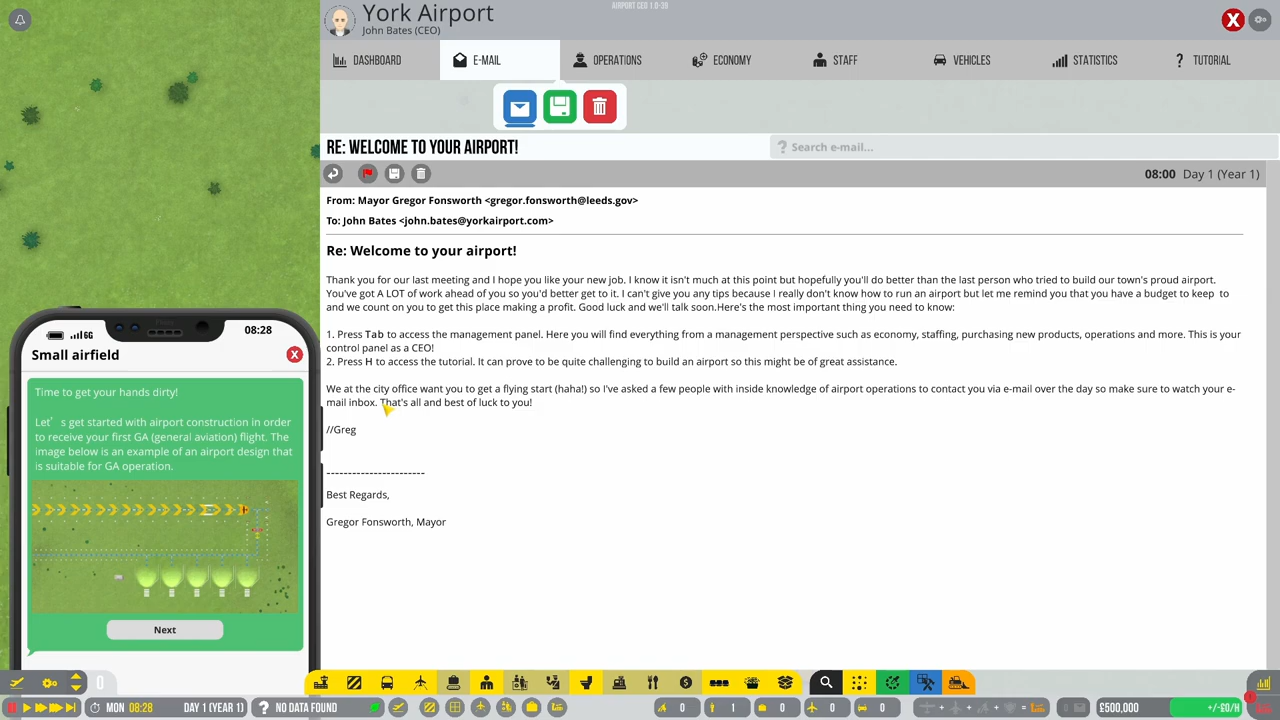 AIRPORT CEO 1.0-36
York Airport
John Bates (CEO)
X
DASHBOARD
E-MAIL
OPERATIONS
ECONOMY
STAFF
VEHICLES
STATISTICS
? TUTORIAL
RE: WELCOME TO YOUR AIRPORT!
? Search e-mail...
08:00 Day 1 (Year 1)
From: Mayor Gregor Fonsworth <gregor.fonsworth@leeds.gov>
To: John Bates <john.bates@yorkairport.com>
Re: Welcome to your airport!
Thank you for our last meeting and I hope you like your new job. I know it isn't much at this point but hopefully you'll do better than the last person who tried to build our town's proud airport.
You've got A LOT of work ahead of you so you'd better get to it. I can't give you any tips because I really don't know how to run an airport but let me remind you that you have a budget to keep  to
and we count on you to get this place making a profit. Good luck and we'll talk soon.Here's the most important thing you need to know:
1. Press Tab to access the management panel. Here you will find everything from a management perspective such as economy, staffing, purchasing new products, operations and more. This is your
control panel as a CEO!
2. Press H to access the tutorial. It can prove to be quite challenging to build an airport so this might be of great assistance.
We at the city office want you to get a flying start (haha!) so I've asked a few people with inside knowledge of airport operations to contact you via e-mail over the day so make sure to watch your e-
mail inbox. That's all and best of luck to you!
//Greg
-----------------------
Best Regards,
Gregor Fonsworth, Mayor
6G
08:28
Small airfield
X
Time to get your hands dirty!
Let's get started with airport construction in order
to receive your first GA (general aviation) flight. The
image below is an example of an airport design that
is suitable for GA operation.
Next
0
MON 08:28
DAY 1 (YEAR 1)
? NO DATA FOUND
0
1
0
0
0
0
£500,000
+/-£0/H